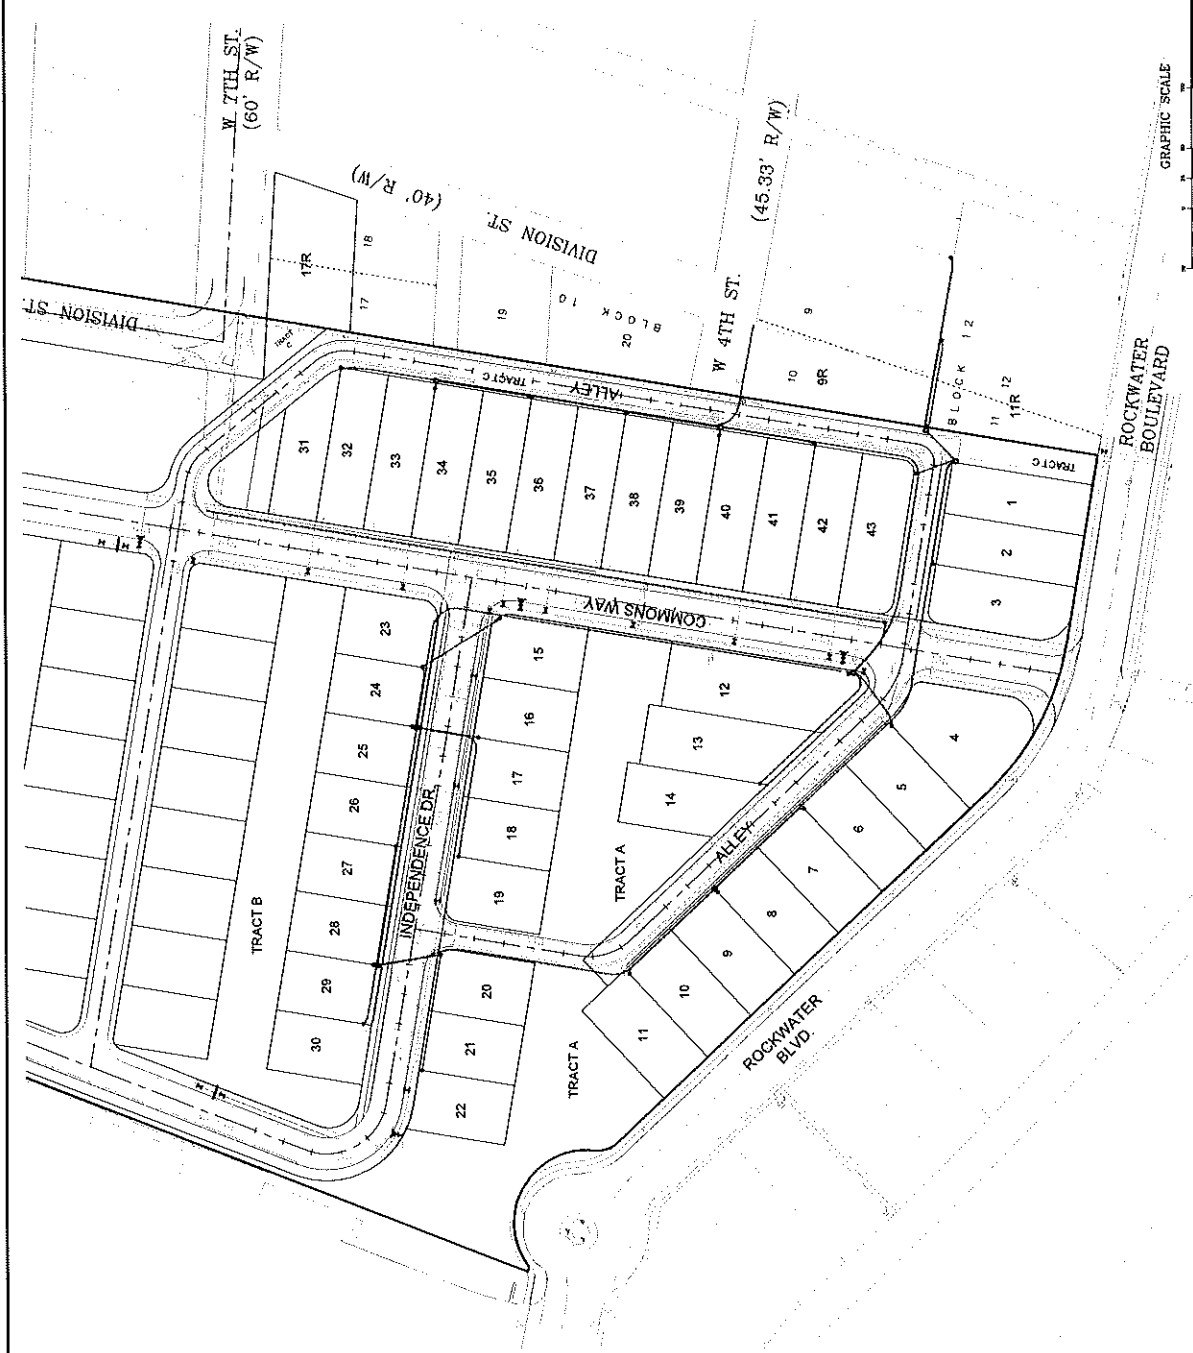 W 7TH ST.
(60' R/W)
DIVISION ST.
(40' R/W)
DIVISION ST.
17R
18
17
19
BLOCK 10
20
TRACT C
W 4TH ST.
(45.33' R/W)
9
10
9R
BLOCK 12
12
11
11R
ROCKWATER
BOULEVARD
GRAPHIC SCALE
TRACT C
ALLEY
TRACT C
31
32
33
34
35
36
37
38
39
40
41
42
43
1
2
3
COMMONS WAY
23
24
25
26
27
28
29
30
TRACT B
INDEPENDENCE DR.
15
16
17
18
19
20
21
22
12
13
14
TRACT A
TRACT A
ALLEY
4
5
6
7
8
9
10
11
ROCKWATER
BLVD.